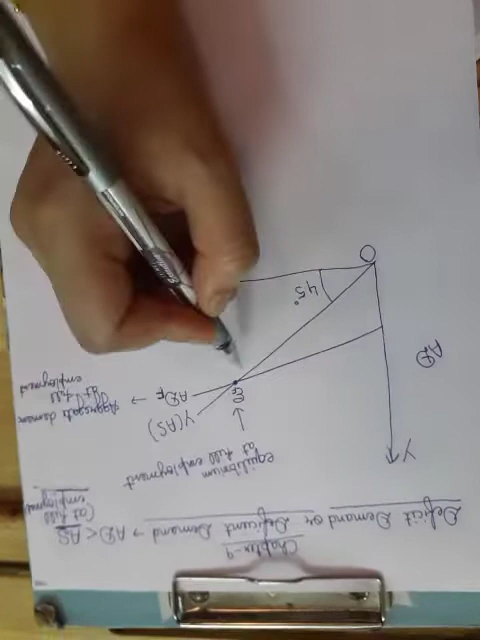 Chapter-9
Deficit Demand or Deficient Demand → AD < AS
(at full
employment
Y
equilibrium
at full employment
↓
E
Y(AS)
AD
ADF → Aggregate deman
at full
employment
45°
O